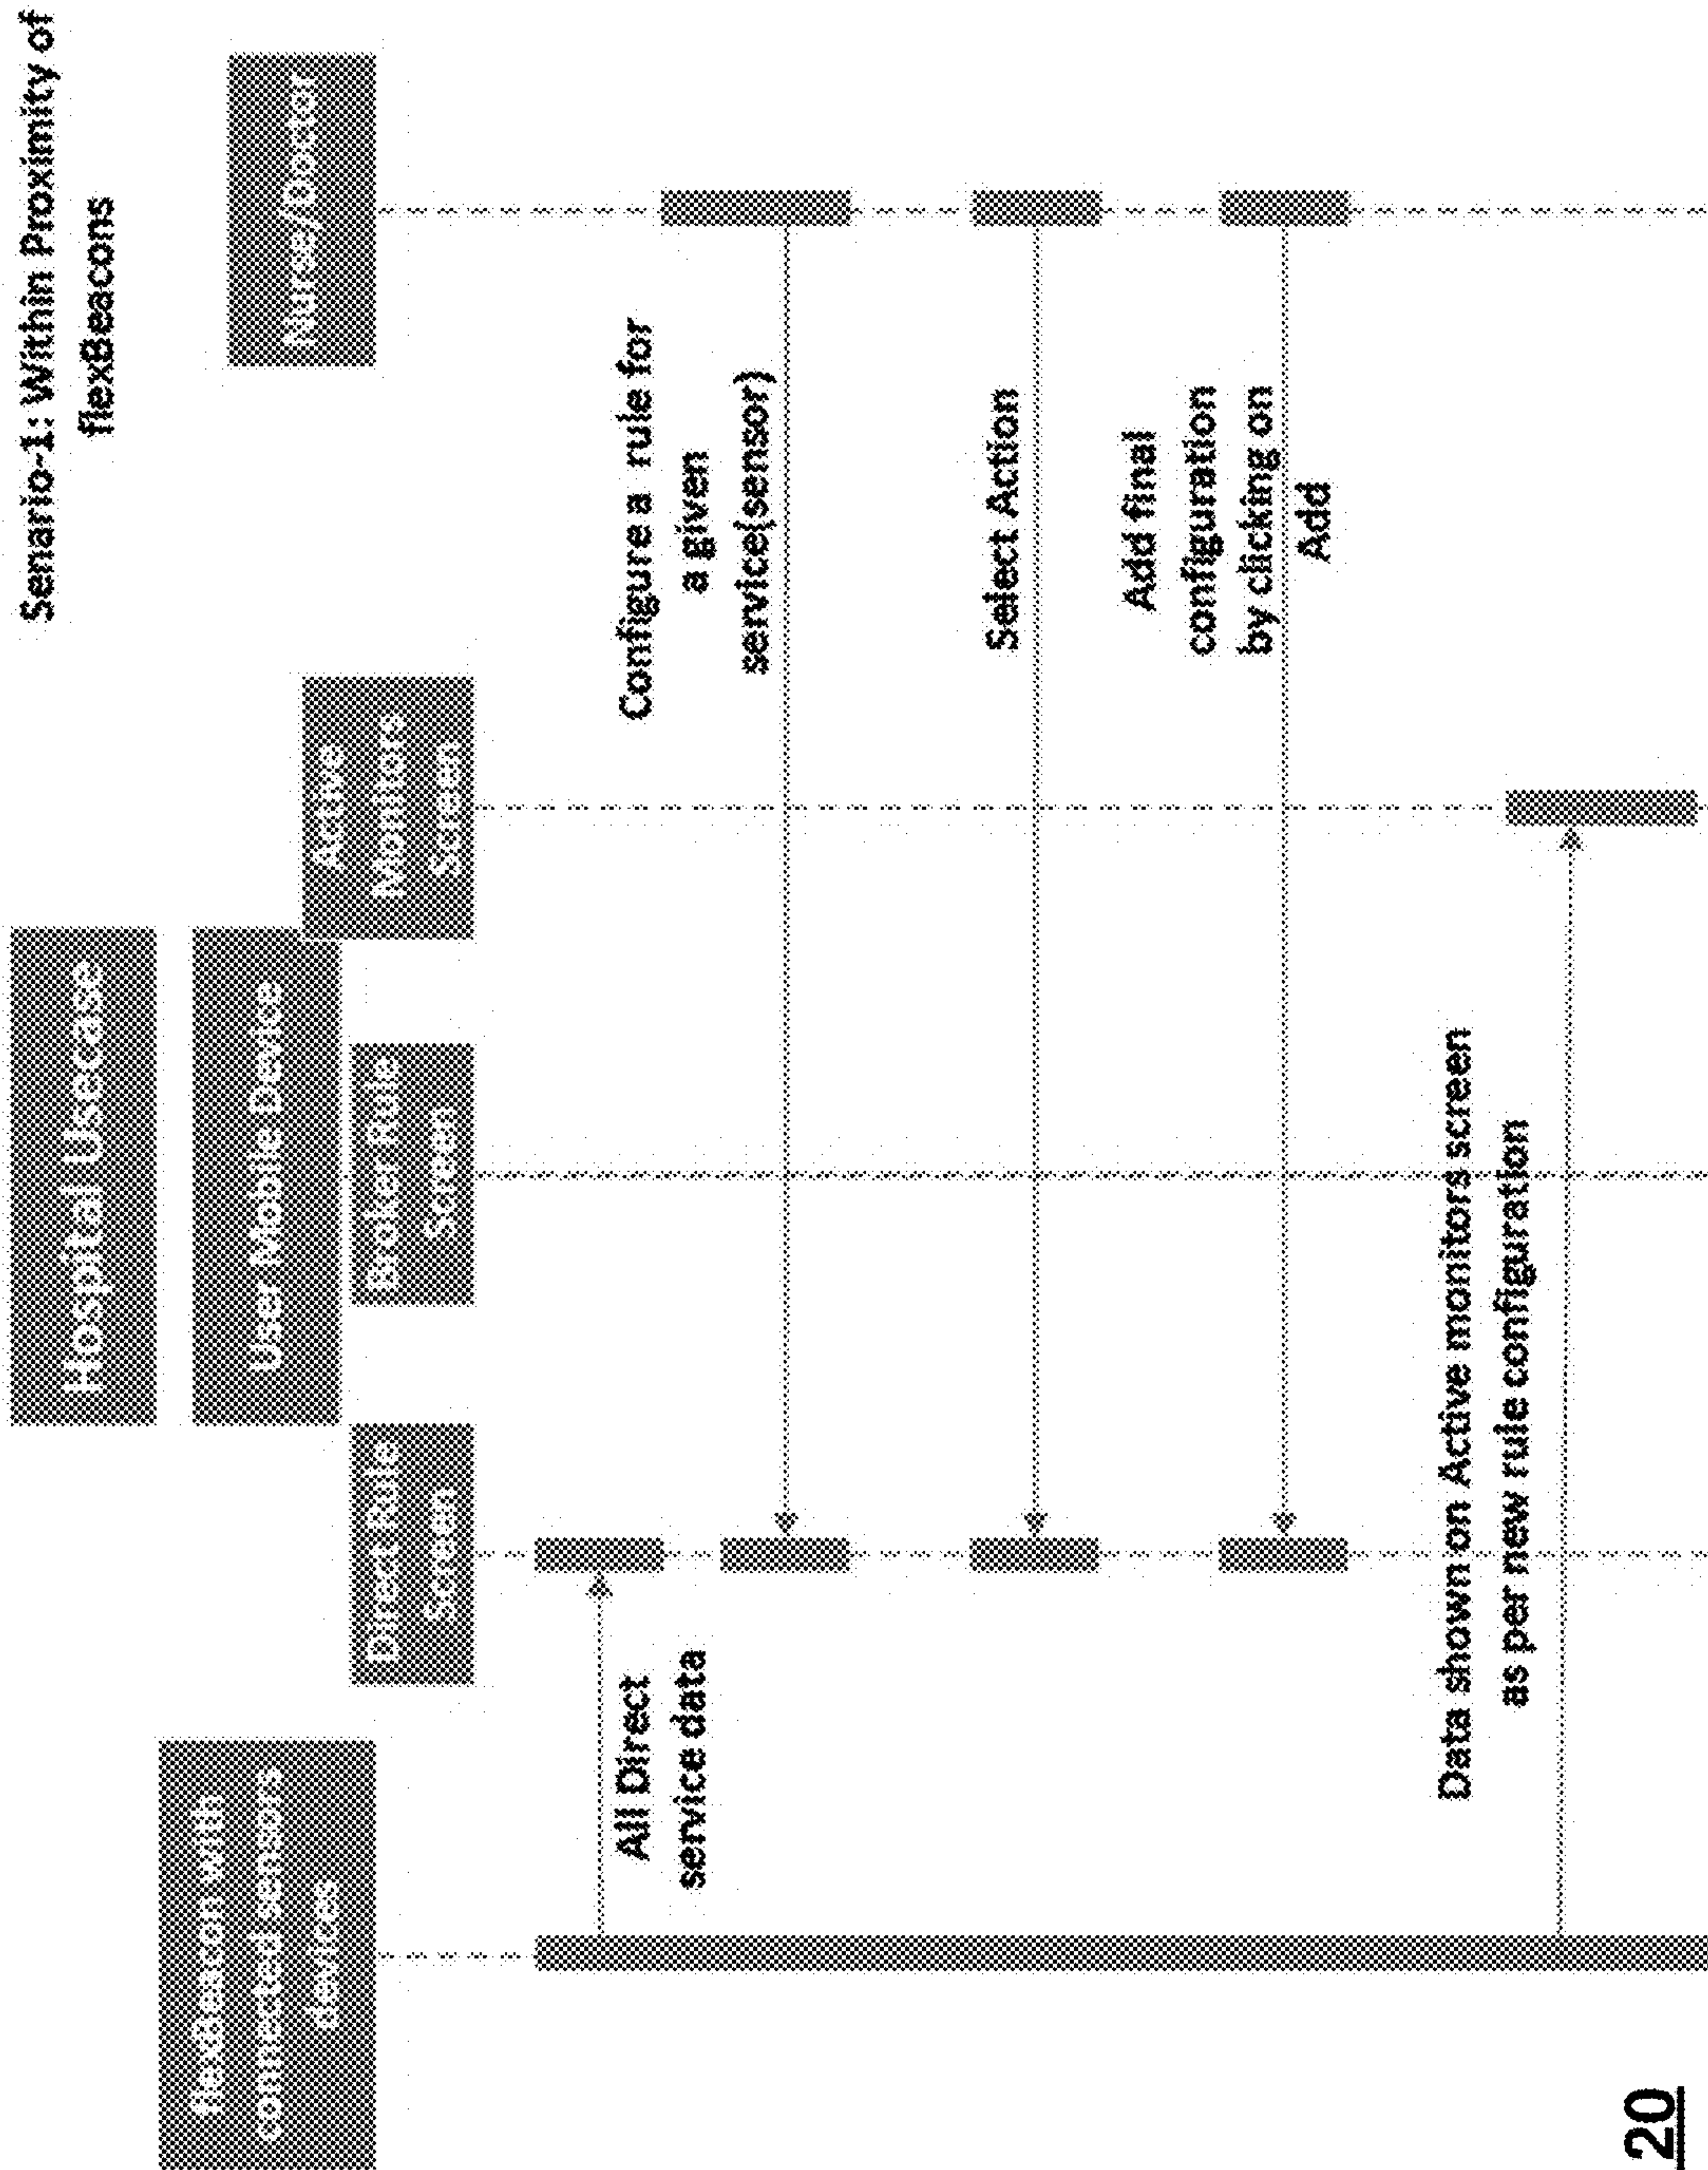 Hospital Usecase
Senario-1: Within Proximity of
flexBeacons
User Mobile Device
flexBeacon with
connected sensors
devices
Direct Rule
Screen
Broker Rule
Screen
Active
Monitors
Screen
Nurse/Doctor
All Direct
service data
Configure a rule for
a given
service(sensor)
Select Action
Add final
configuration
by clicking on
Add
Data shown on Active monitors screen
as per new rule configuration
20